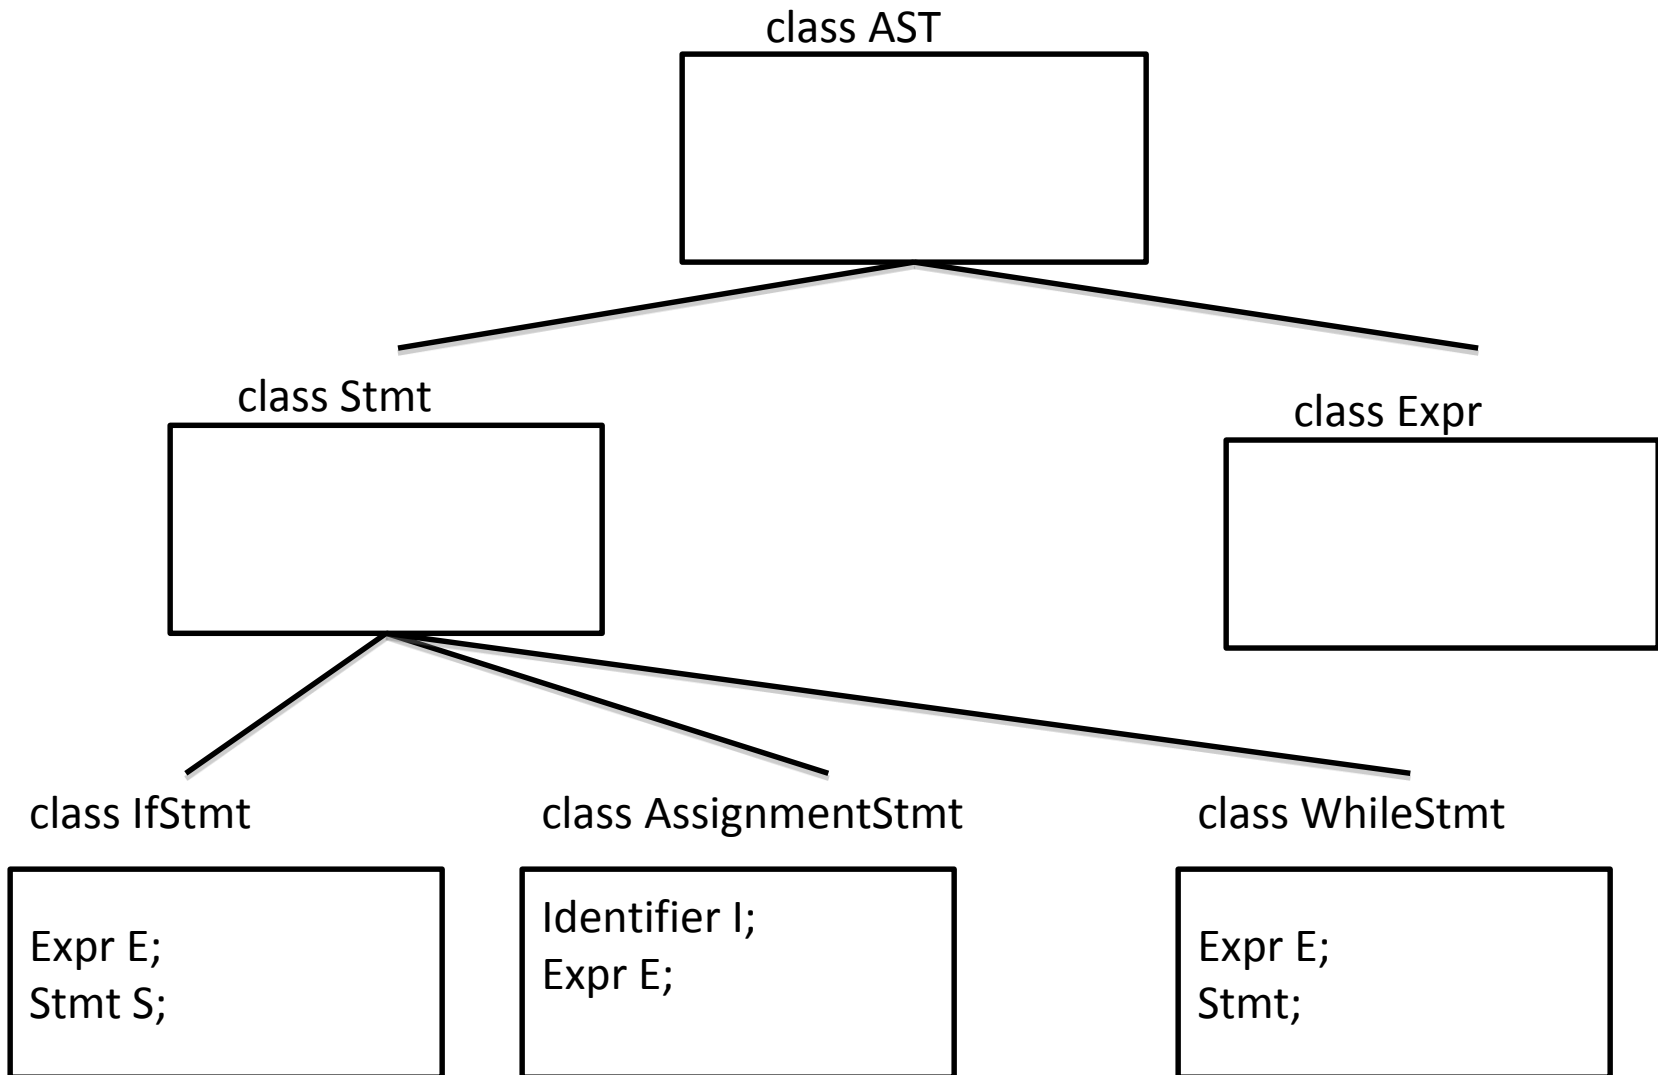 class AST
class Stmt
class Expr
class IfStmt
class AssignmentStmt
class WhileStmt
Expr E;
Stmt S;
Identifier I;
Expr E;
Expr E;
Stmt;